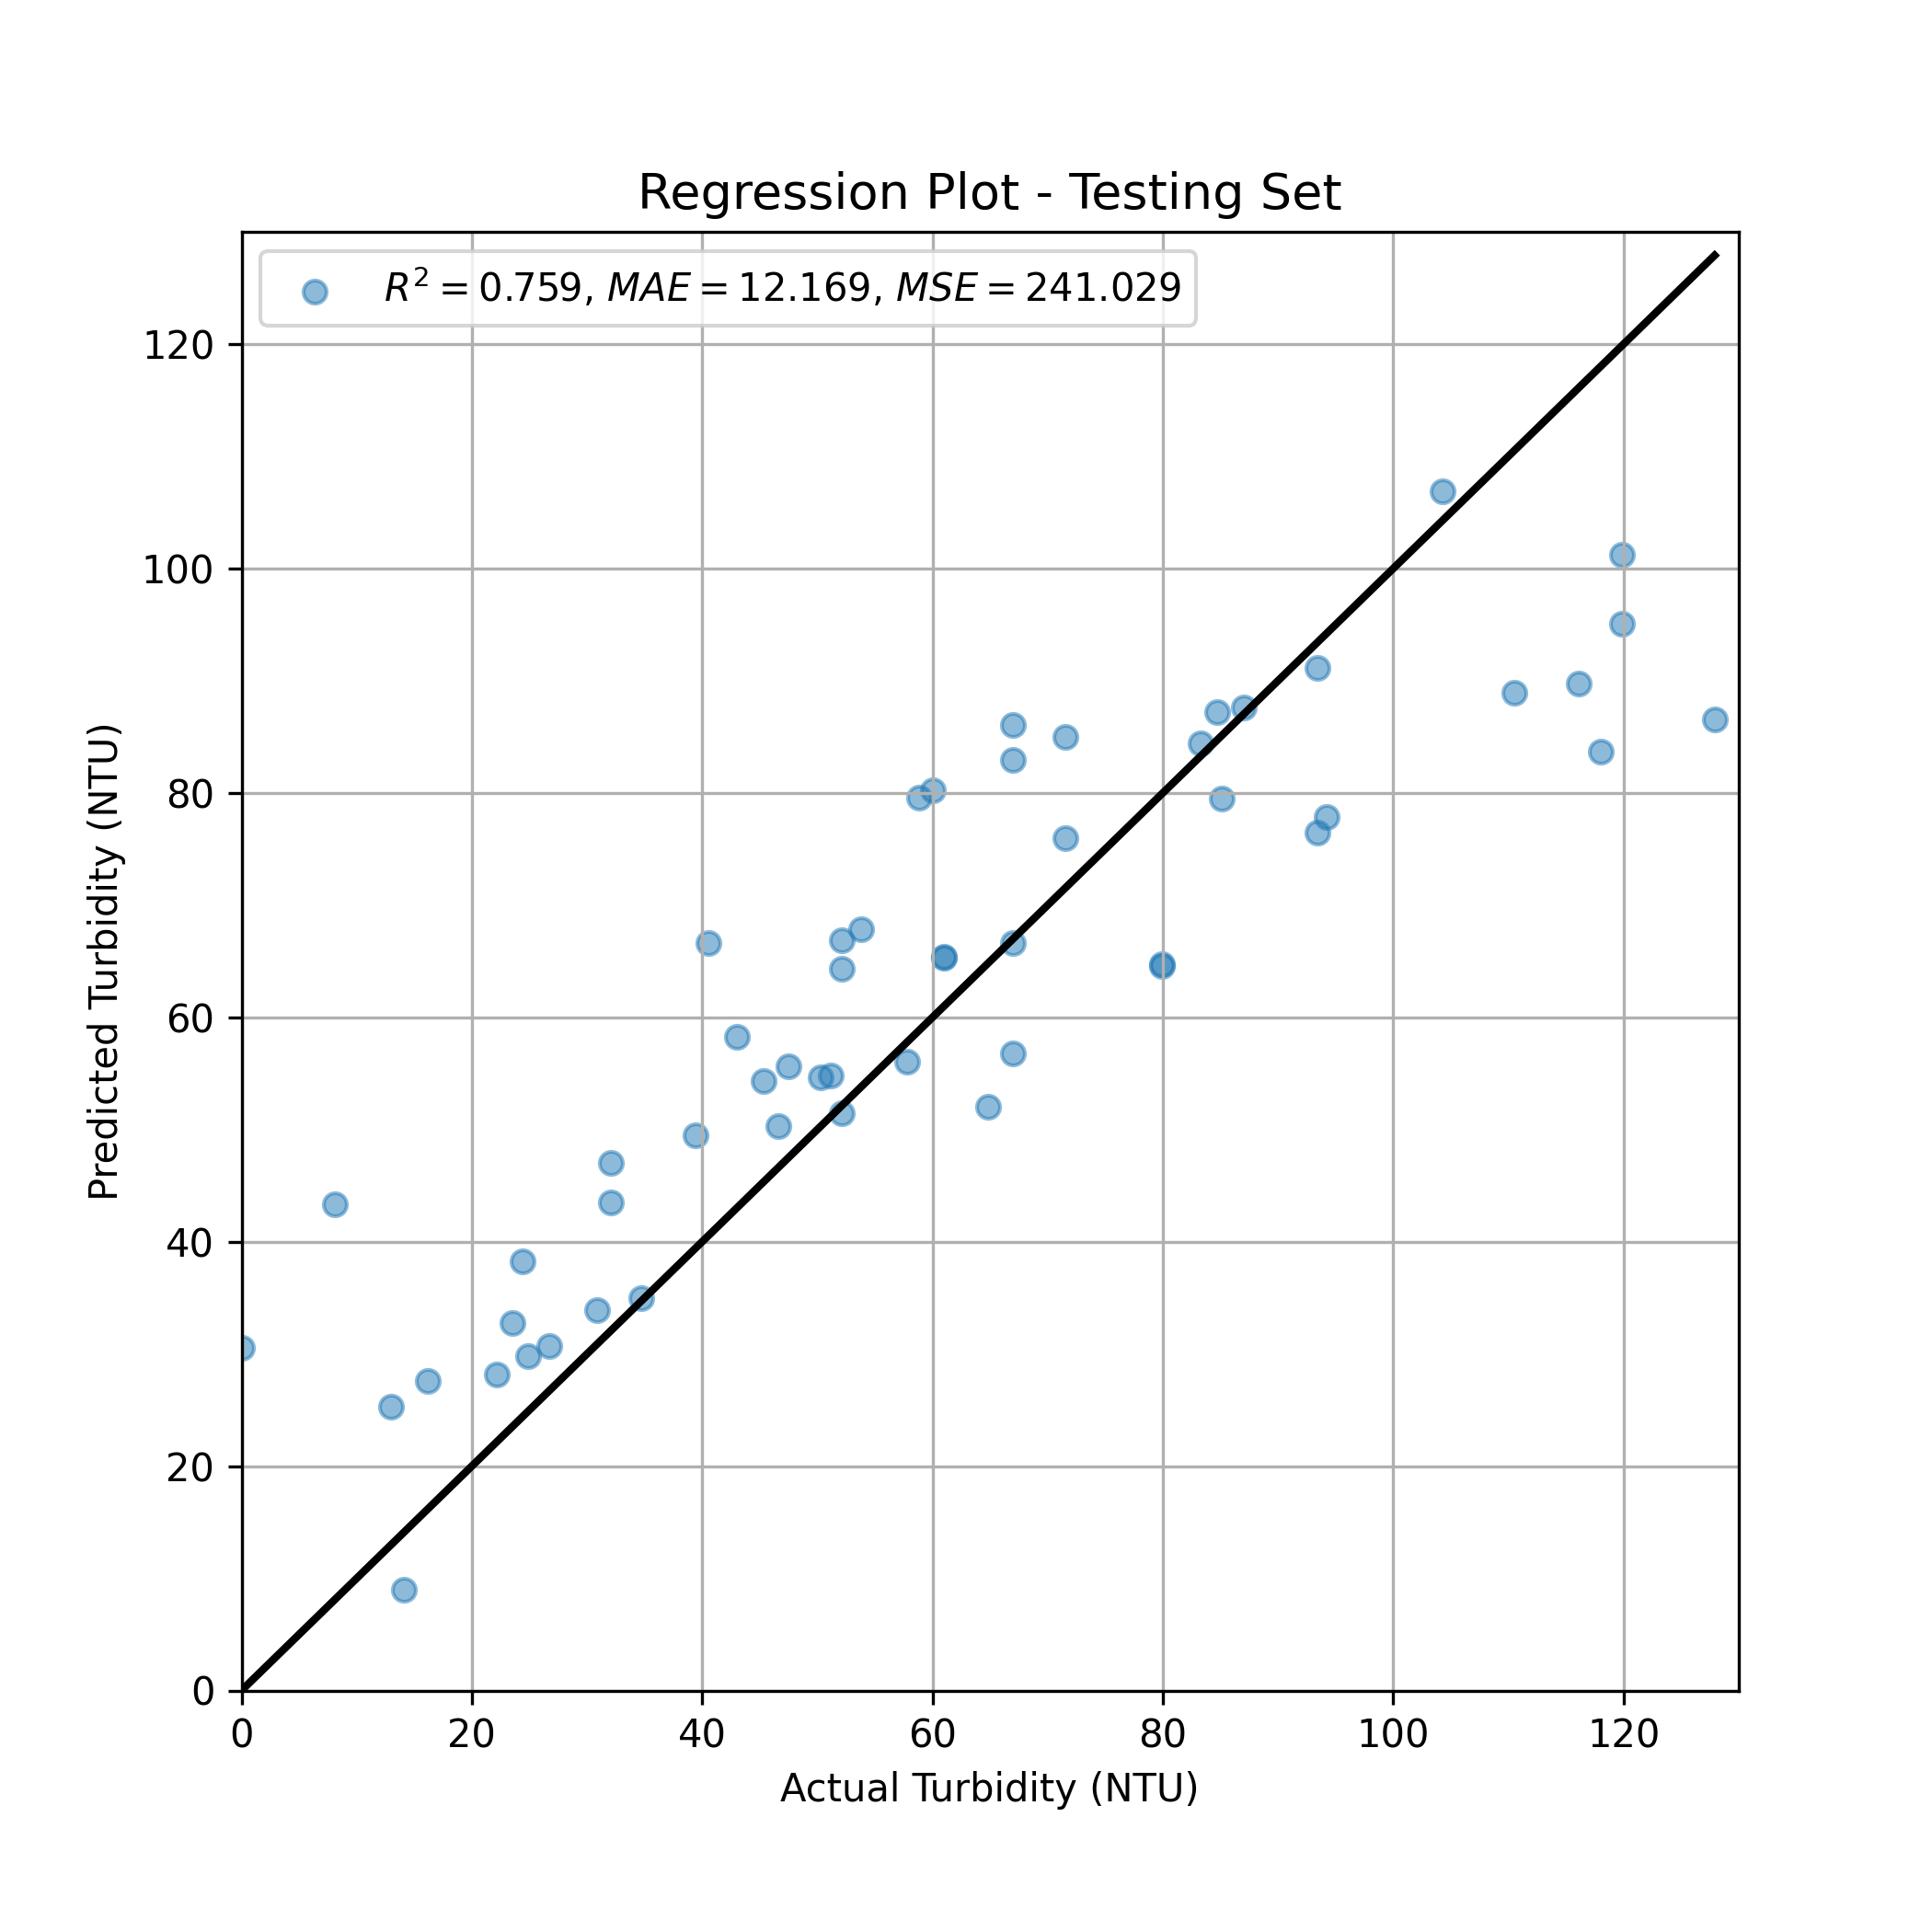 Regression Plot - Testing Set
R² = 0.759, MAE = 12.169, MSE = 241.029
120
100
80
60
40
20
0
Predicted Turbidity (NTU)
0 20 40 60 80 100 120
Actual Turbidity (NTU)